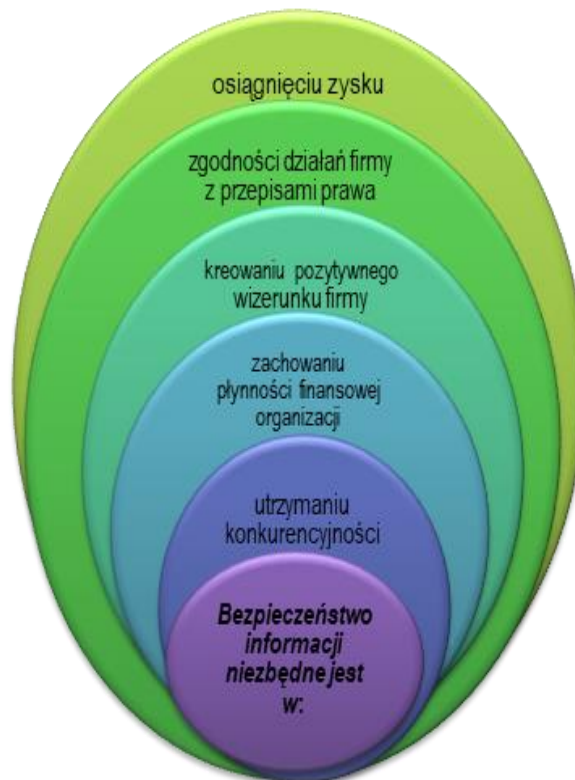 osiągnięciu zysku
zgodności działań firmy
z przepisami prawa
kreowaniu pozytywnego
wizerunku firmy
zachowaniu
płynności finansowej
organizacji
utrzymaniu
konkurencyjności
Bezpieczeństwo
informacji
niezbędne jest
w: